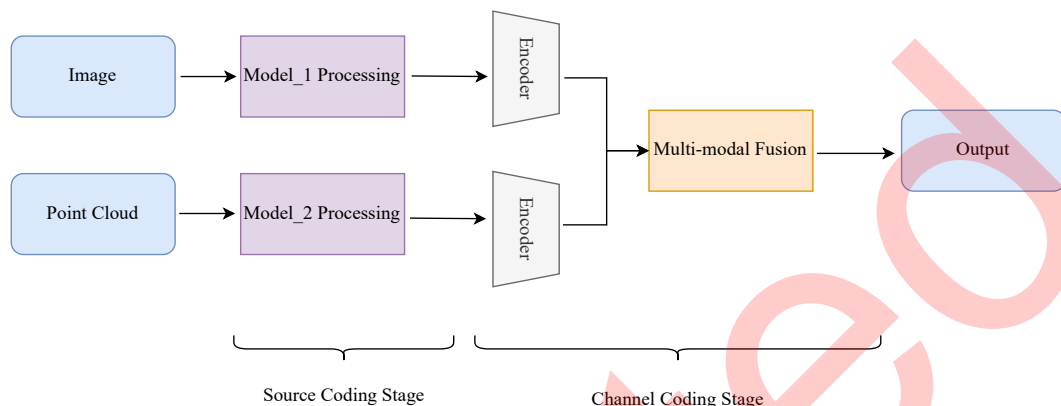 Image
Model_1 Processing
Encoder
Multi-modal Fusion
Output
Point Cloud
Model_2 Processing
Encoder
Source Coding Stage
Channel Coding Stage